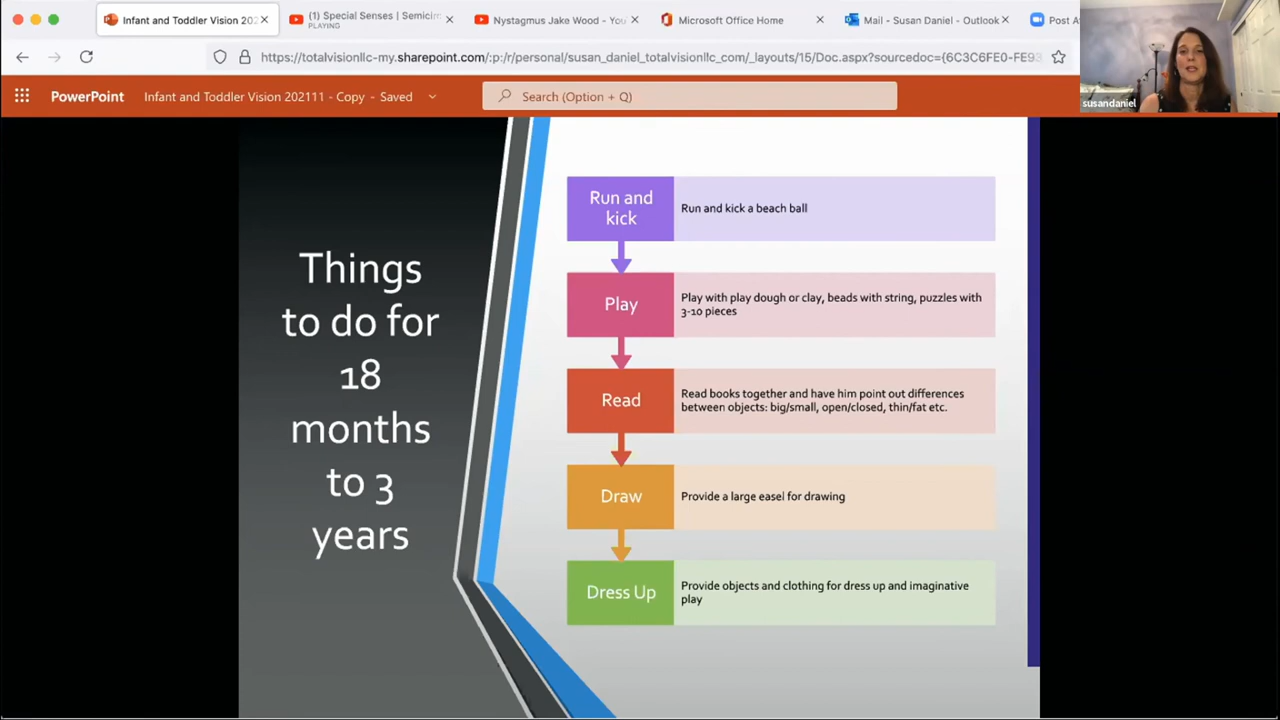 Infant and Toddler Vision 202
(1) Special Senses | Semicir
PLAYING
Nystagmus Jake Wood - You
Microsoft Office Home
Mail - Susan Daniel - Outlook
Post A
https://totalvisionllc-my.sharepoint.com/:p:/r/personal/susan_daniel_totalvisionllc_com/_layouts/15/Doc.aspx?sourcedoc={6C3C6FE0-FE93
susandaniel
PowerPoint
Infant and Toddler Vision 202111 - Copy - Saved
Search (Option + Q)
Things
to do for
18
months
to 3
years
Run and
kick
Run and kick a beach ball
Play
Play with play dough or clay, beads with string, puzzles with
3-10 pieces
Read
Read books together and have him point out differences
between objects: big/small, open/closed, thin/fat etc.
Draw
Provide a large easel for drawing
Dress Up
Provide objects and clothing for dress up and imaginative
play